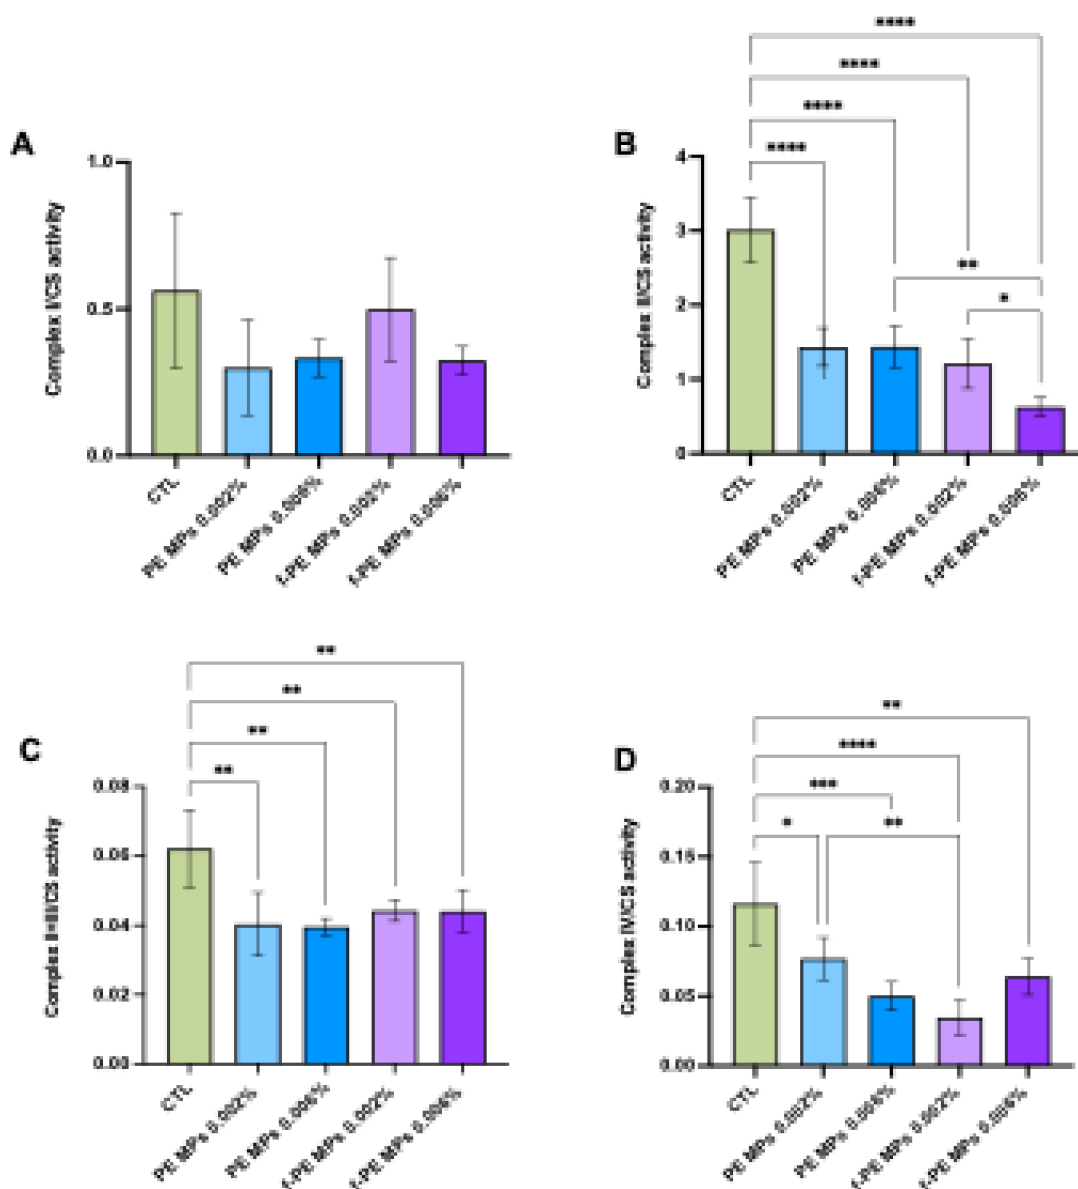 A
Complex I/CS activity
1.0
0.5
0.0
CTL
PE MPs 0.002%
PE MPs 0.006%
f-PE MPs 0.002%
f-PE MPs 0.006%
B
Complex II/CS activity
****
****
****
****
**
*
4
3
2
1
0
CTL
PE MPs 0.002%
PE MPs 0.006%
f-PE MPs 0.002%
f-PE MPs 0.006%
C
Complex II+III/CS activity
**
**
**
**
0.08
0.06
0.04
0.02
0.00
CTL
PE MPs 0.002%
PE MPs 0.006%
f-PE MPs 0.002%
f-PE MPs 0.006%
D
Complex IV/CS activity
**
****
***
*
**
0.20
0.15
0.10
0.05
0.00
CTL
PE MPs 0.002%
PE MPs 0.006%
f-PE MPs 0.002%
f-PE MPs 0.006%